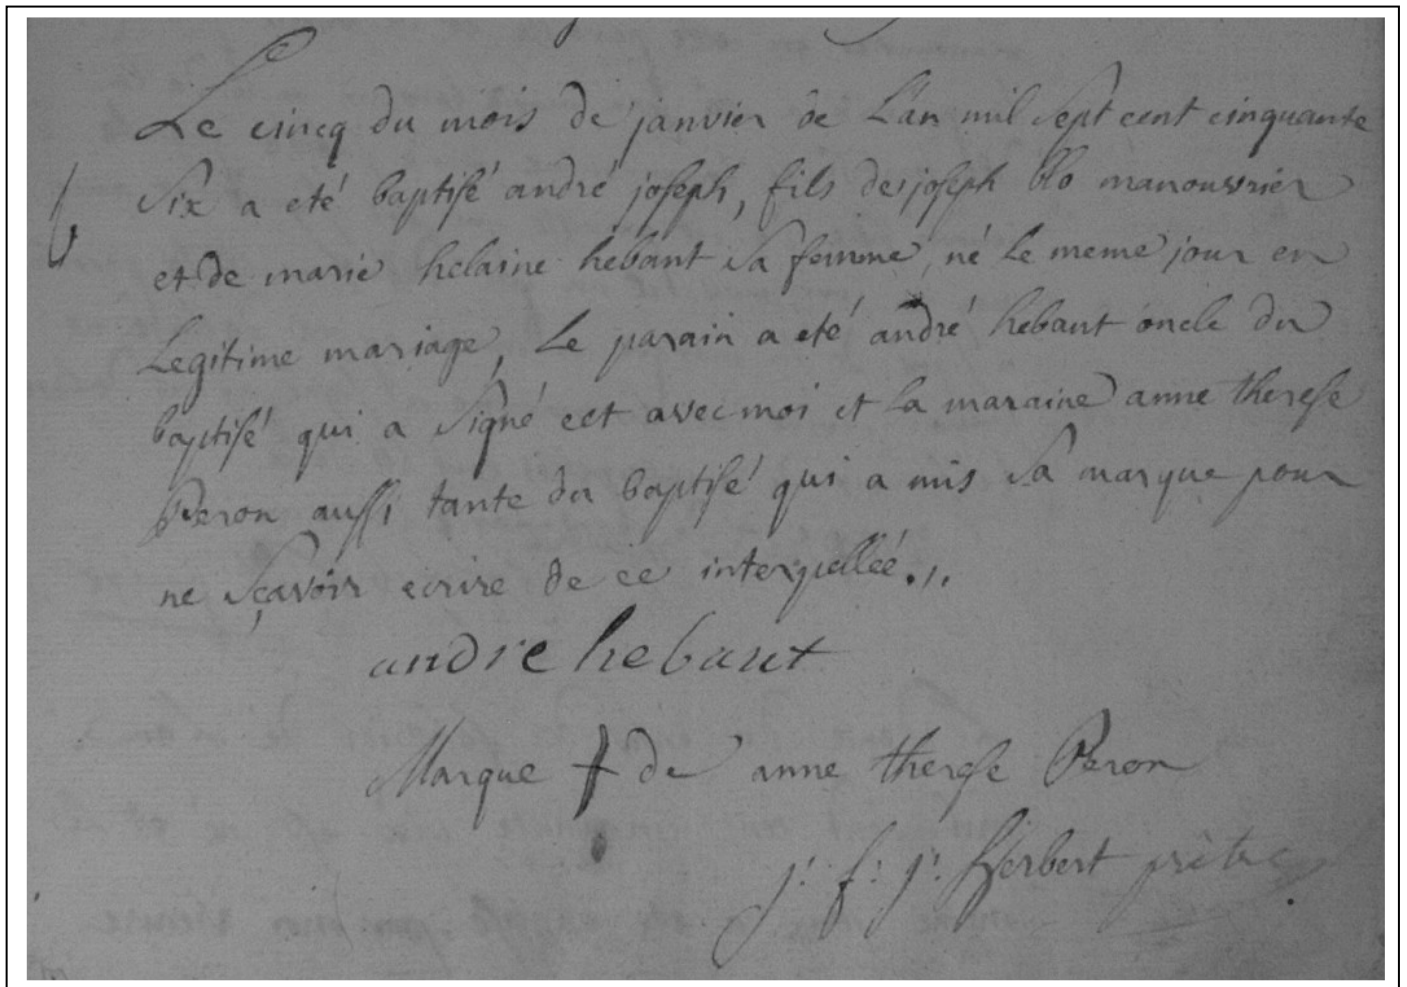 Le cincq du mois de janvier de L'an mil sept cent cinquante
six a eté baptisé andré joseph, fils de joseph blo manouvrier
et de marie helaine hebant sa femme, né le meme jour en
Legitime mariage, Le parain a eté andré hebant oncle du
baptisé qui a signé cet avec moi et la maraine anne therese
Peron aussi tante du baptisé qui a mis sa marque pour
ne sçavoir ecrire de ce interpellée.,,
andre hebant
Marque † de anne therese Peron
j: f: j: Herbert prêtre